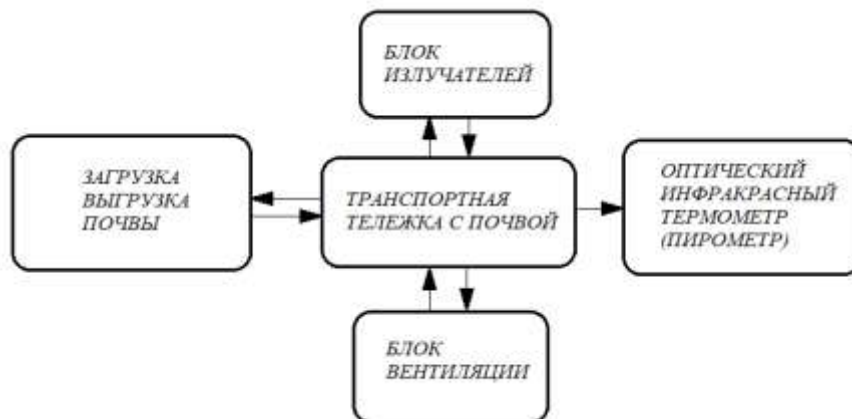 БЛОК
ИЗЛУЧАТЕЛЕЙ
ЗАГРУЗКА
ВЫГРУЗКА
ПОЧВЫ
ТРАНСПОРТНАЯ
ТЕЛЕЖКА С ПОЧВОЙ
ОПТИЧЕСКИЙ
ИНФРАКРАСНЫЙ
ТЕРМОМЕТР
(ПИРОМЕТР)
БЛОК
ВЕНТИЛЯЦИИ